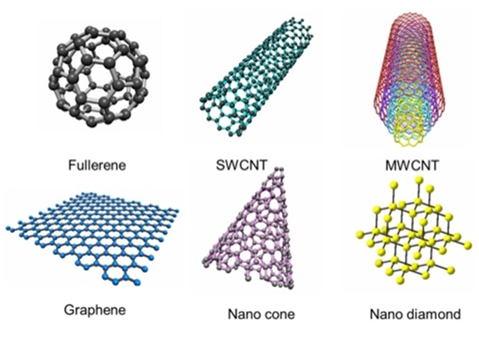 Fullerene
SWCNT
MWCNT
Graphene
Nano cone
Nano diamond